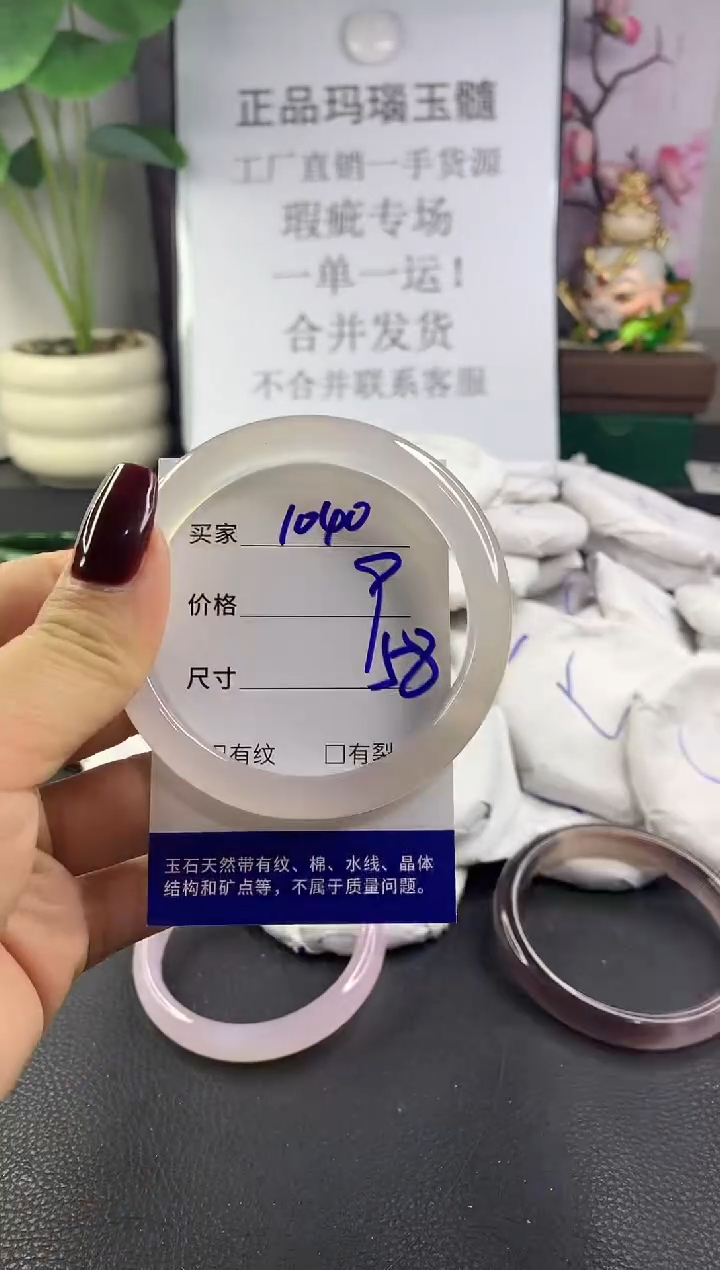 正品玛瑙玉髓
工厂直销一手货源
瑕疵专场
一单一运！
合并发货
不合并联系客服
买家 1040
价格
尺寸 58
有纹 □有裂
玉石天然带有纹、棉、水线、晶体
结构和矿点等，不属于质量问题。